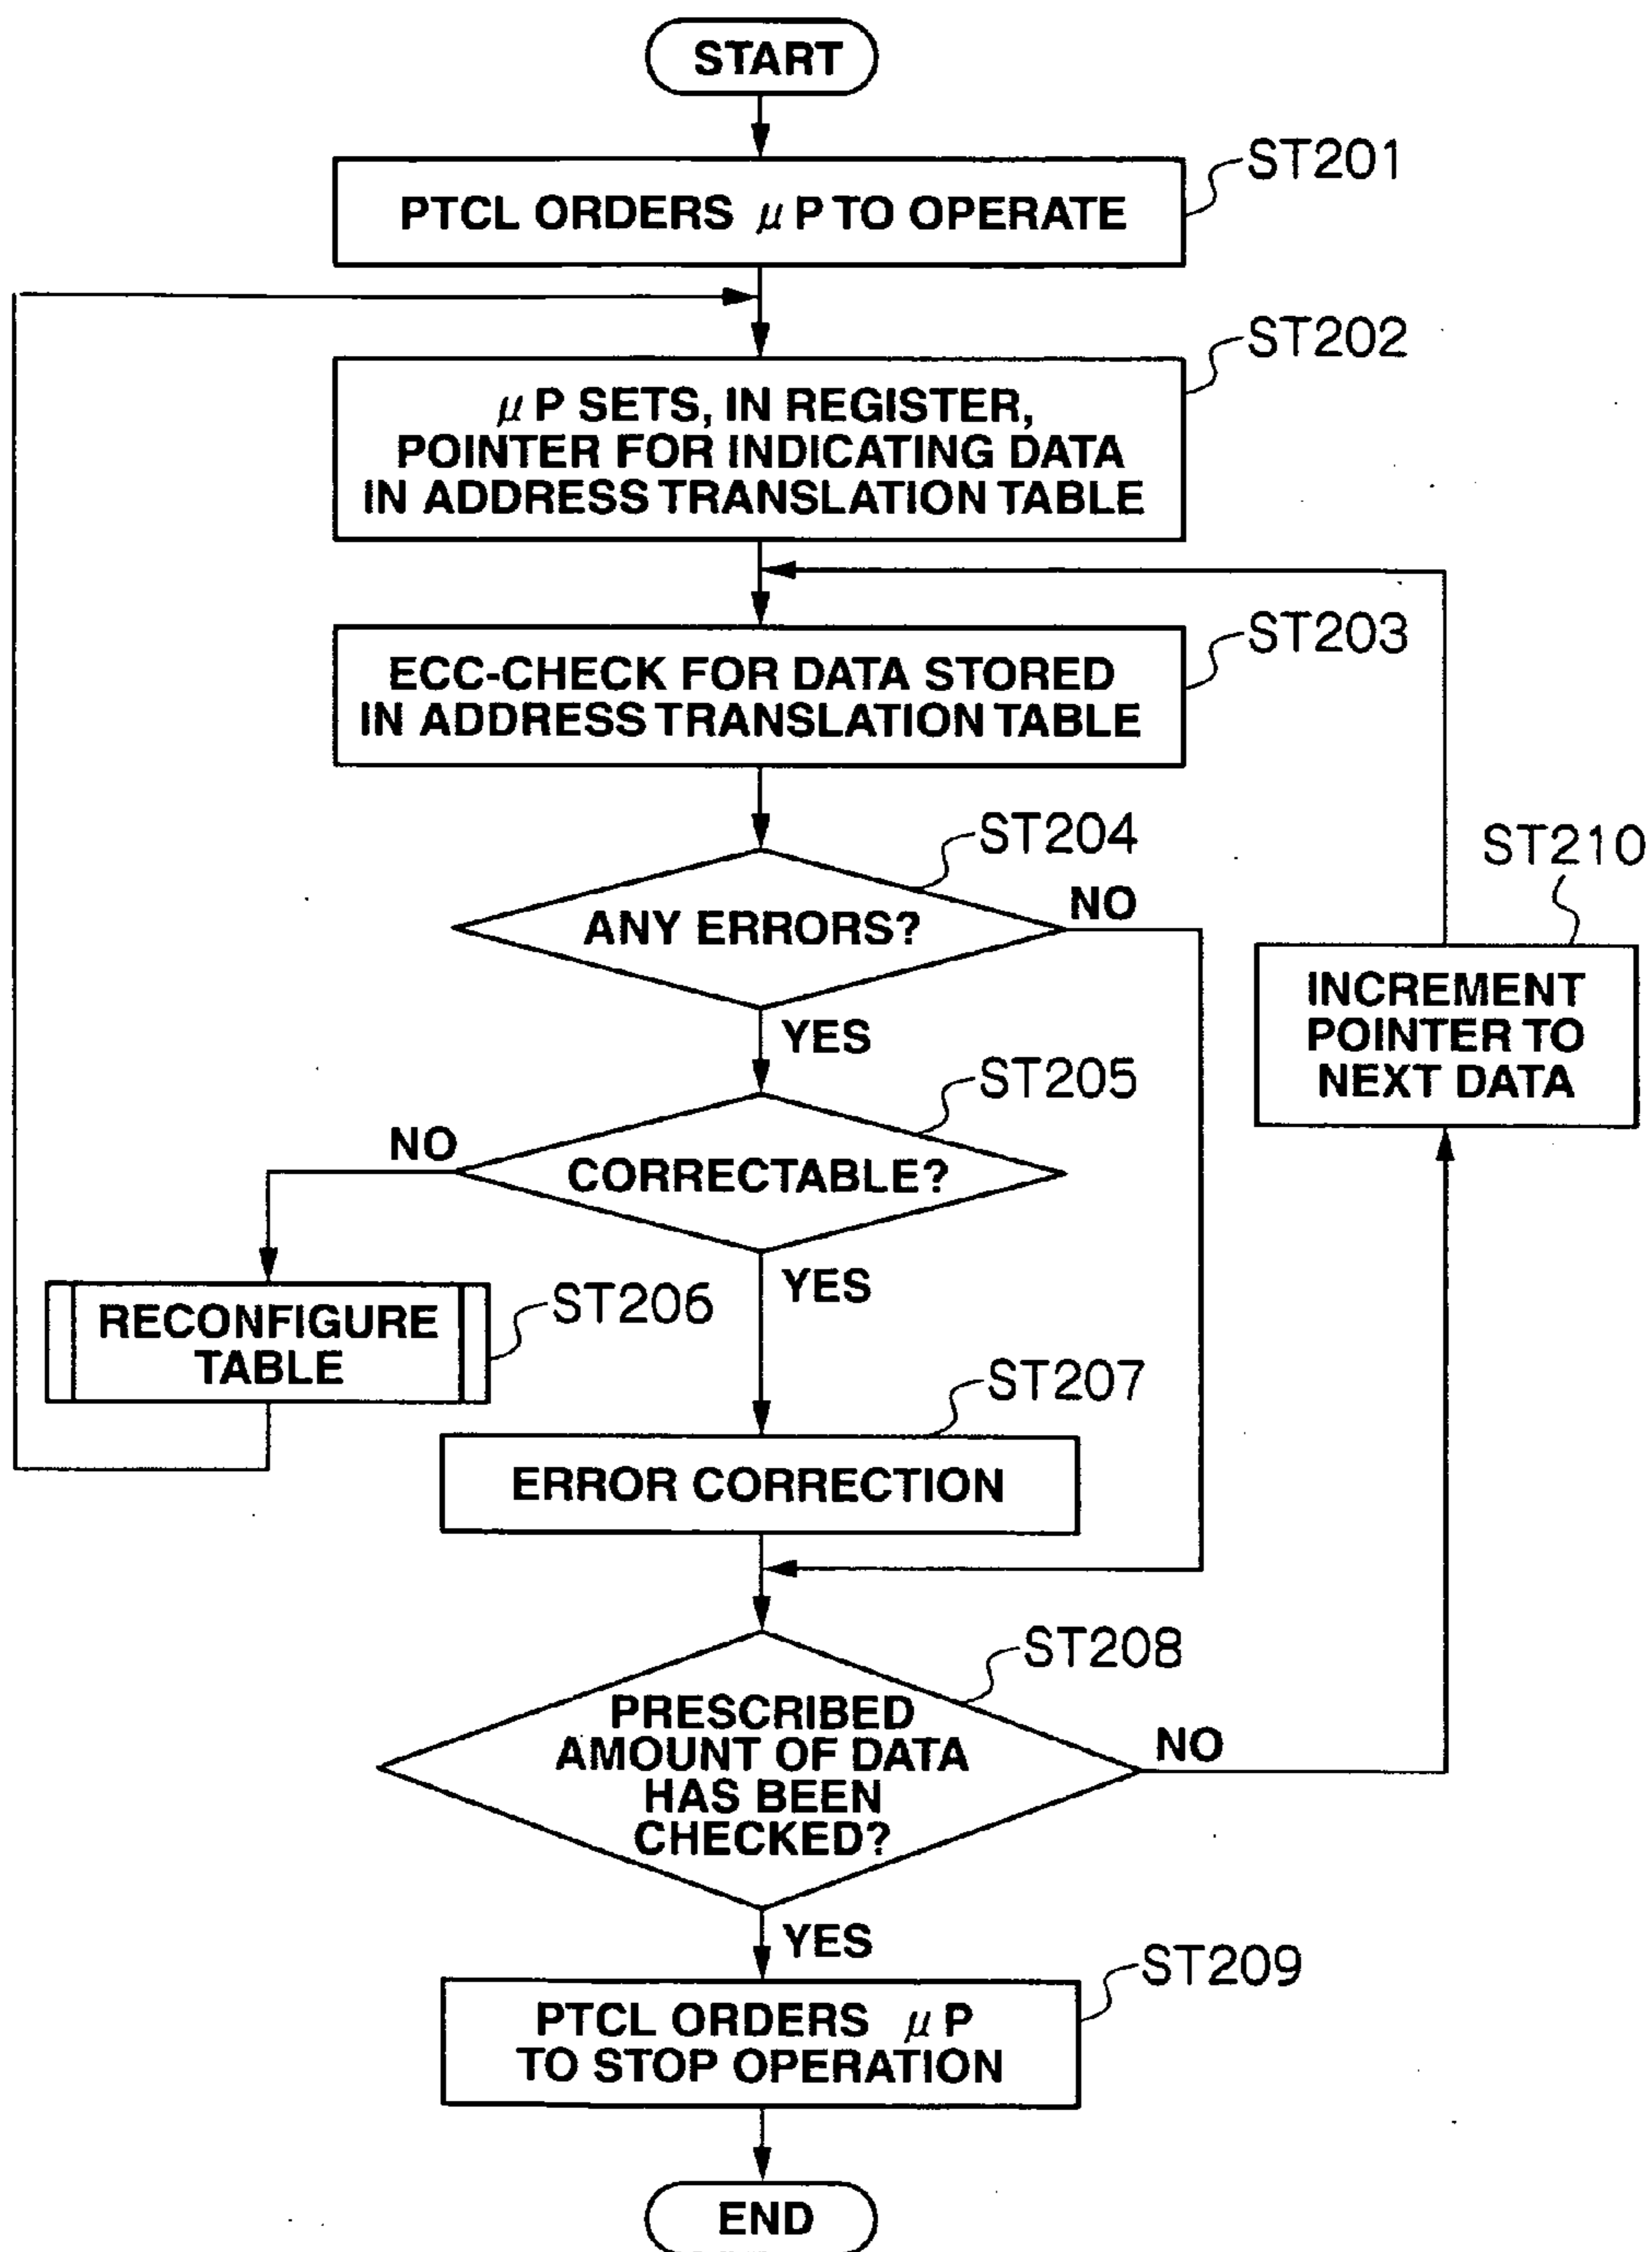 START
ST201
PTCL ORDERS μP TO OPERATE
ST202
μP SETS, IN REGISTER,
POINTER FOR INDICATING DATA
IN ADDRESS TRANSLATION TABLE
ST203
ECC-CHECK FOR DATA STORED
IN ADDRESS TRANSLATION TABLE
ST204
ANY ERRORS?
NO
YES
ST210
INCREMENT
POINTER TO
NEXT DATA
ST205
CORRECTABLE?
NO
YES
ST206
RECONFIGURE
TABLE
ST207
ERROR CORRECTION
ST208
PRESCRIBED
AMOUNT OF DATA
HAS BEEN
CHECKED?
NO
YES
ST209
PTCL ORDERS μP
TO STOP OPERATION
END